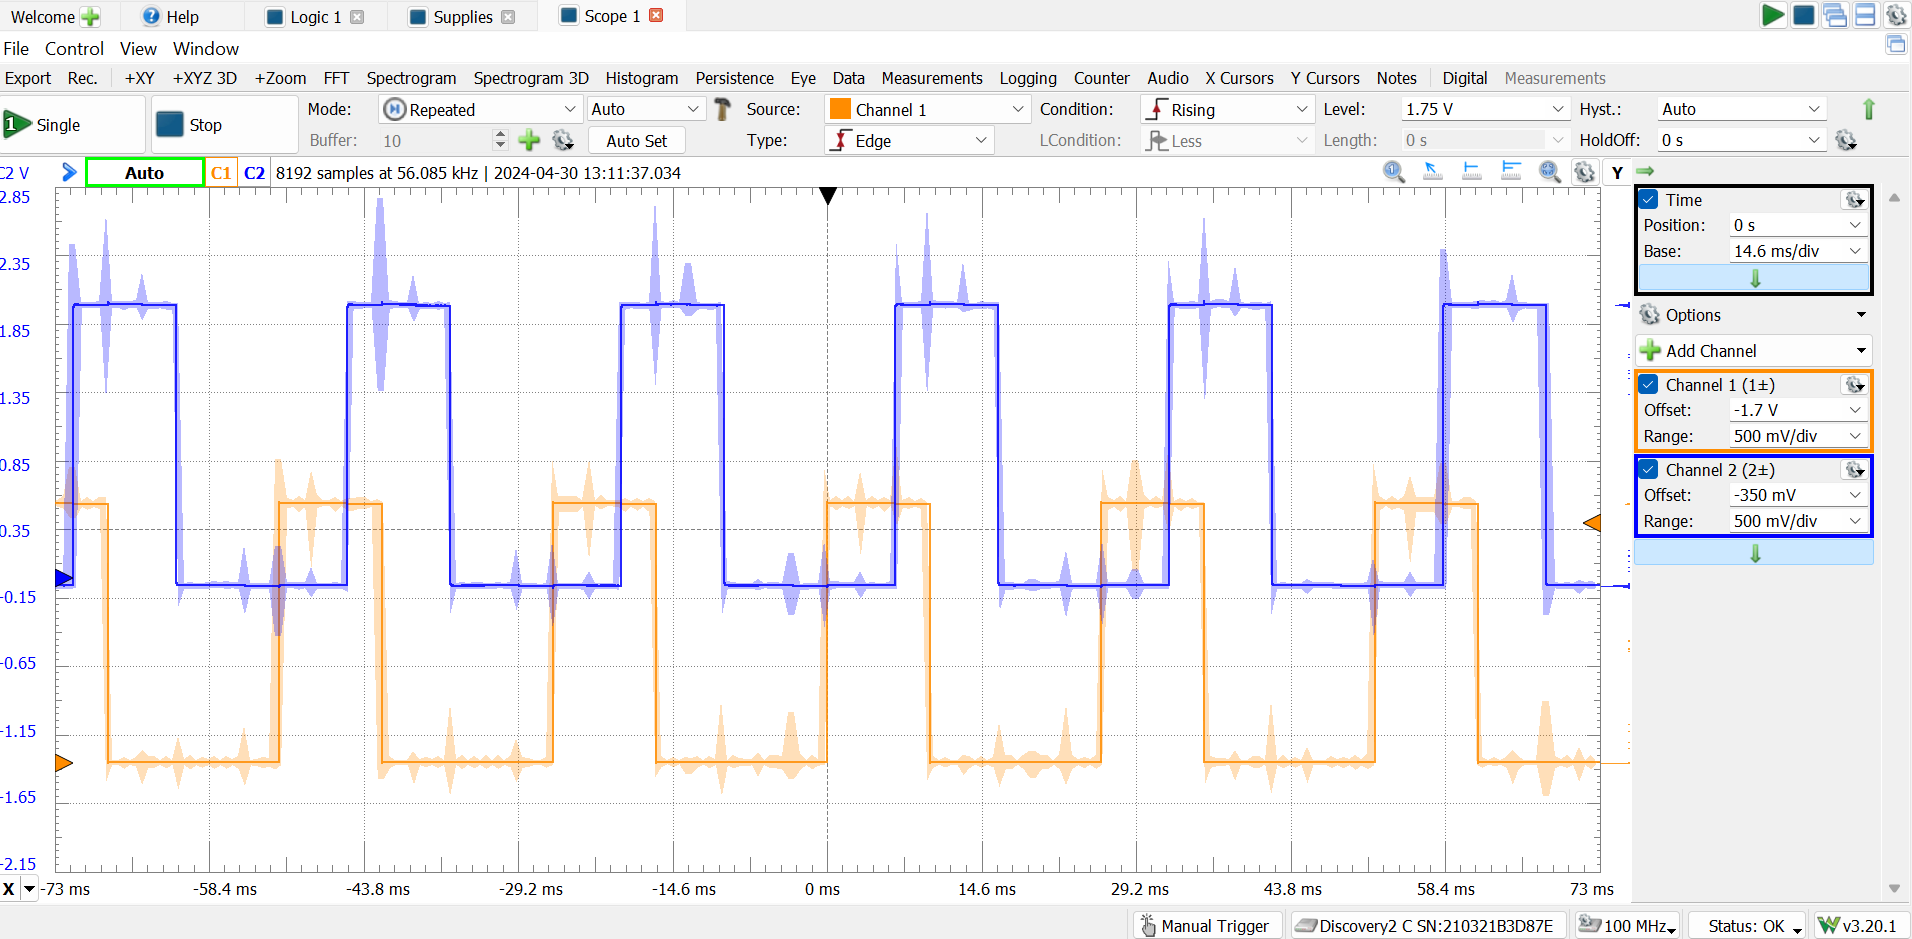 Welcome Help Logic 1 Supplies Scope 1
File Control View Window
Export Rec. +XY +XYZ 3D +Zoom FFT Spectrogram Spectrogram 3D Histogram Persistence Eye Data Measurements Logging Counter Audio X Cursors Y Cursors Notes Digital Measurements
1 Single Stop Mode: Repeated Auto Source: Channel 1 Condition: Rising Level: 1.75 V Hyst.: Auto
Buffer: 10 Auto Set Type: Edge LCondition: Less Length: 0 s HoldOff: 0 s
C2 V Auto C1 C2 8192 samples at 56.085 kHz | 2024-04-30 13:11:37.034 Y
2.85
2.35
1.85
1.35
0.85
0.35
-0.15
-0.65
-1.15
-1.65
-2.15
X -73 ms -58.4 ms -43.8 ms -29.2 ms -14.6 ms 0 ms 14.6 ms 29.2 ms 43.8 ms 58.4 ms 73 ms
Time
Position: 0 s
Base: 14.6 ms/div
Options
Add Channel
Channel 1 (1±)
Offset: -1.7 V
Range: 500 mV/div
Channel 2 (2±)
Offset: -350 mV
Range: 500 mV/div
Manual Trigger Discovery2 C SN:210321B3D87E 100 MHz Status: OK v3.20.1